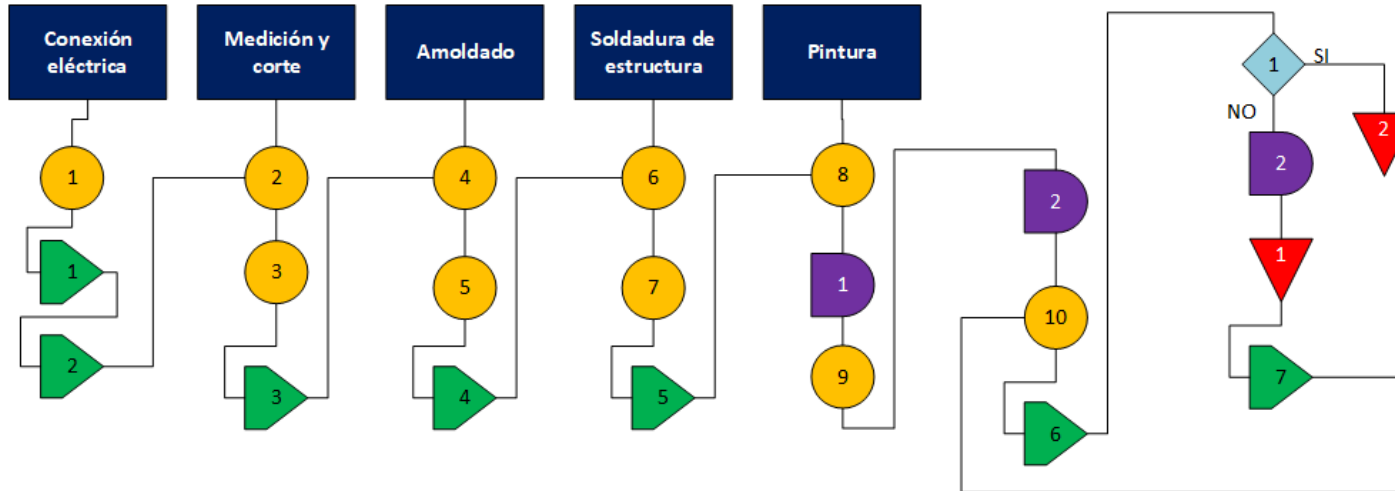 Conexión
eléctrica
Medición y
corte
Amoldado
Soldadura de
estructura
Pintura
1
SI
NO
2
2
1
2
4
6
8
2
1
3
5
7
1
1
10
2
3
4
5
9
7
6